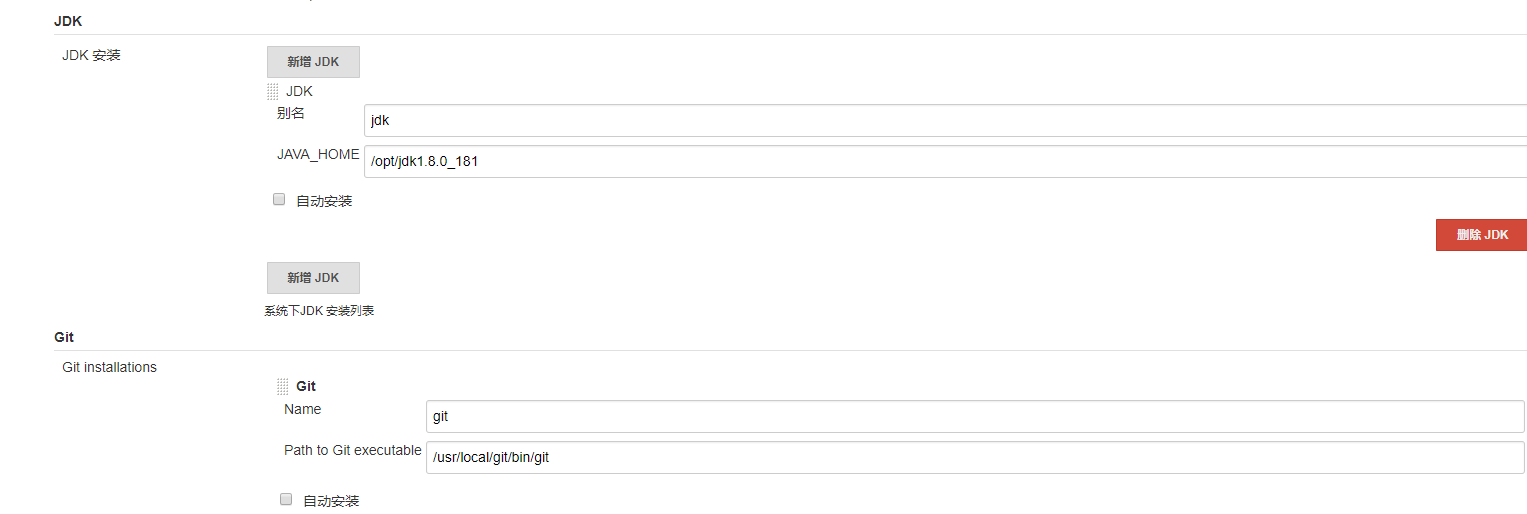 JDK
JDK 安装
新增 JDK
JDK
别名
jdk
JAVA_HOME
/opt/jdk1.8.0_181
自动安装
删除 JDK
新增 JDK
系统下JDK 安装列表
Git
Git installations
Git
Name
git
Path to Git executable
/usr/local/git/bin/git
自动安装